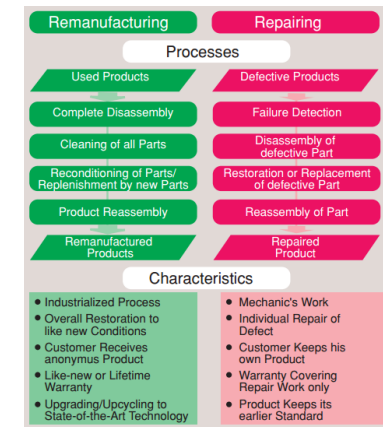 Remanufacturing
Repairing
Processes
Used Products
Defective Products
Complete Disassembly
Failure Detection
Cleaning of all Parts
Disassembly of
defective Part
Reconditioning of Parts/
Replenishment by new Parts
Restoration or Replacement
of defective Part
Product Reassembly
Reassembly of Part
Remanufactured
Products
Repaired
Product
Characteristics
• Industrialized Process
• Overall Restoration to
like new Conditions
• Customer Receives
anonymus Product
• Like-new or Lifetime
Warranty
• Upgrading/Upcycling to
State-of-the-Art Technology
• Mechanic's Work
• Individual Repair of
Defect
• Customer Keeps his
own Product
• Warranty Covering
Repair Work only
• Product Keeps its
earlier Standard